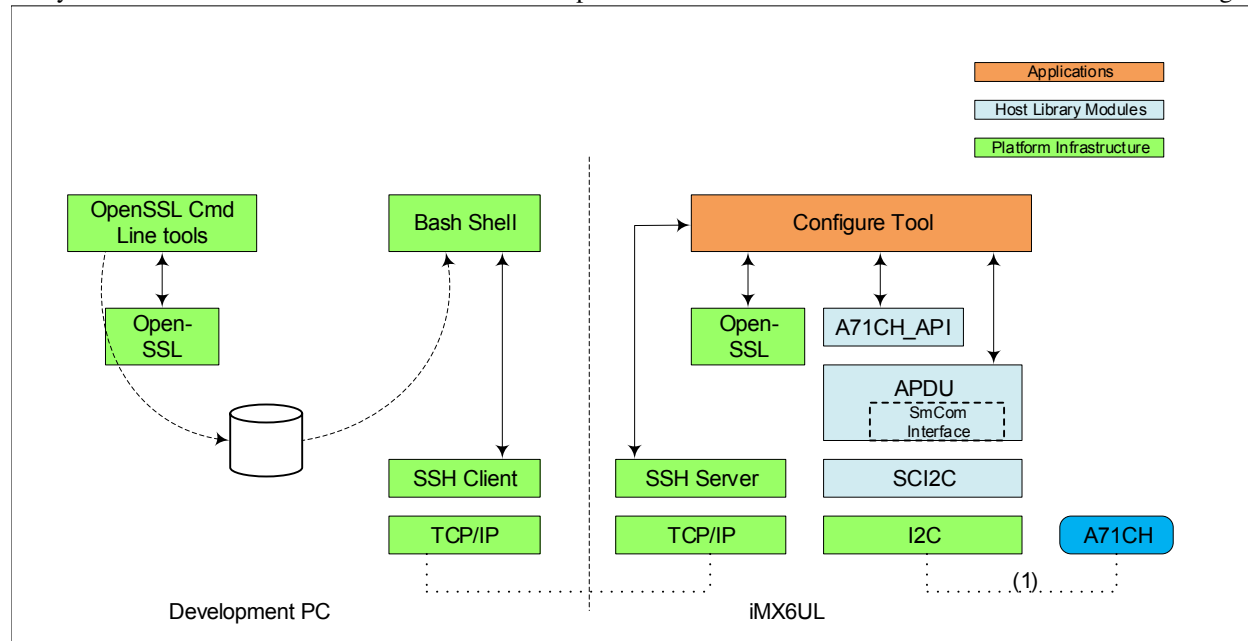 Applications
Host Library Modules
Platform Infrastructure
OpenSSL Cmd
Line tools
Bash Shell
Configure Tool
Open-
SSL
Open-
SSL
A71CH_API
APDU
SmCom
Interface
SSH Client
SSH Server
SCI2C
TCP/IP
TCP/IP
I2C
A71CH
(1)
Development PC
iMX6UL